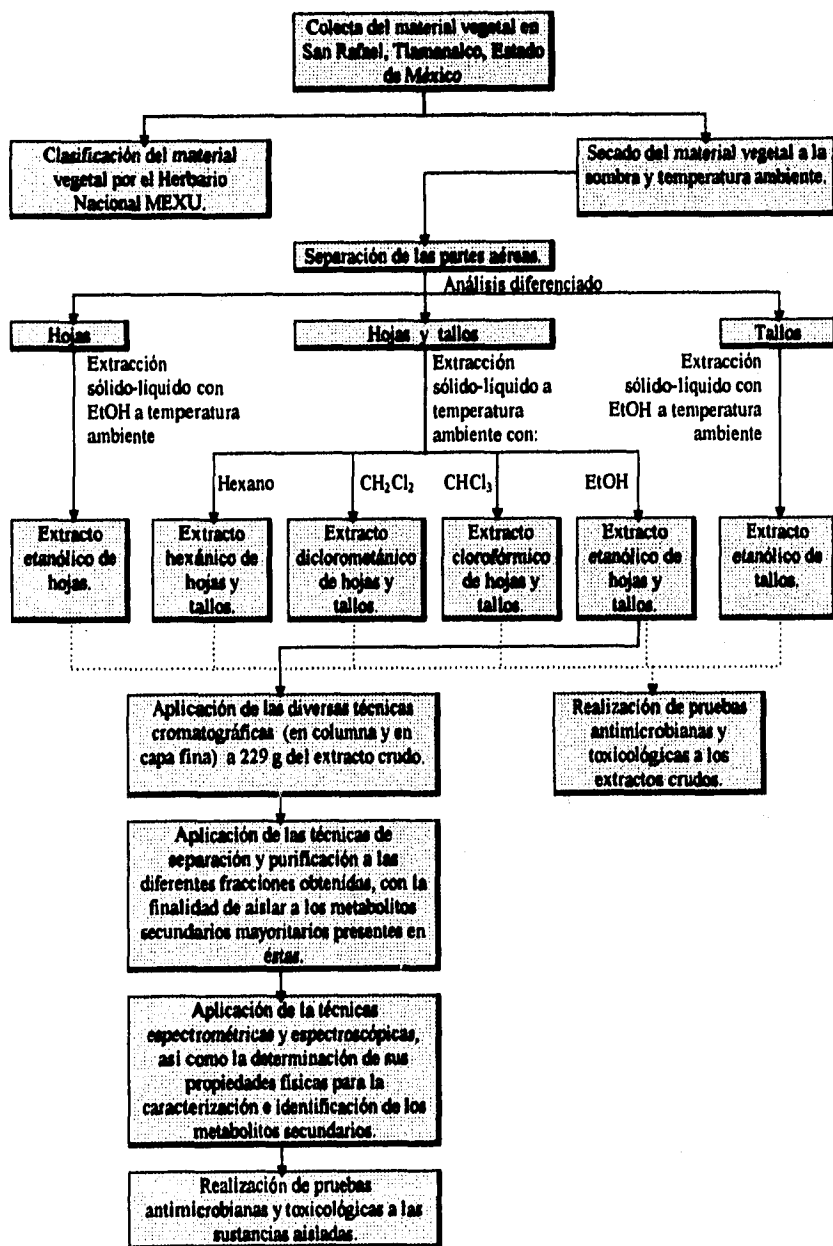 Colecta del material vegetal en
San Rafael, Tlamanalco, Estado
de México
Clasificación del material
vegetal por el Herbario
Nacional MEXU.
Secado del material vegetal a la
sombra y temperatura ambiente.
Separación de las partes aéreas.
Análisis diferenciado
Hojas
Hojas y tallos
Tallos
Extracción
sólido-líquido con
EtOH a temperatura
ambiente
Extracción
sólido-líquido a
temperatura
ambiente con:
Extracción
sólido-líquido con
EtOH a temperatura
ambiente
Hexano
CH₂Cl₂
CHCl₃
EtOH
Extracto
etanólico de
hojas.
Extracto
hexánico de
hojas y
tallos.
Extracto
diclorometánico
de hojas y
tallos.
Extracto
clorofórmico
de hojas y
tallos.
Extracto
etanólico de
hojas y
tallos.
Extracto
etanólico de
tallos.
Aplicación de las diversas técnicas
cromatográficas (en columna y en
capa fina) a 229 g del extracto crudo.
Realización de pruebas
antimicrobianas y
toxicológicas a los
extractos crudos.
Aplicación de las técnicas de
separación y purificación a las
diferentes fracciones obtenidas, con la
finalidad de aislar a los metabolitos
secundarios mayoritarios presentes en
éstas.
Aplicación de la técnicas
espectrométricas y espectroscópicas,
así como la determinación de sus
propiedades físicas para la
caracterización e identificación de los
metabolitos secundarios.
Realización de pruebas
antimicrobianas y toxicológicas a las
sustancias aisladas.